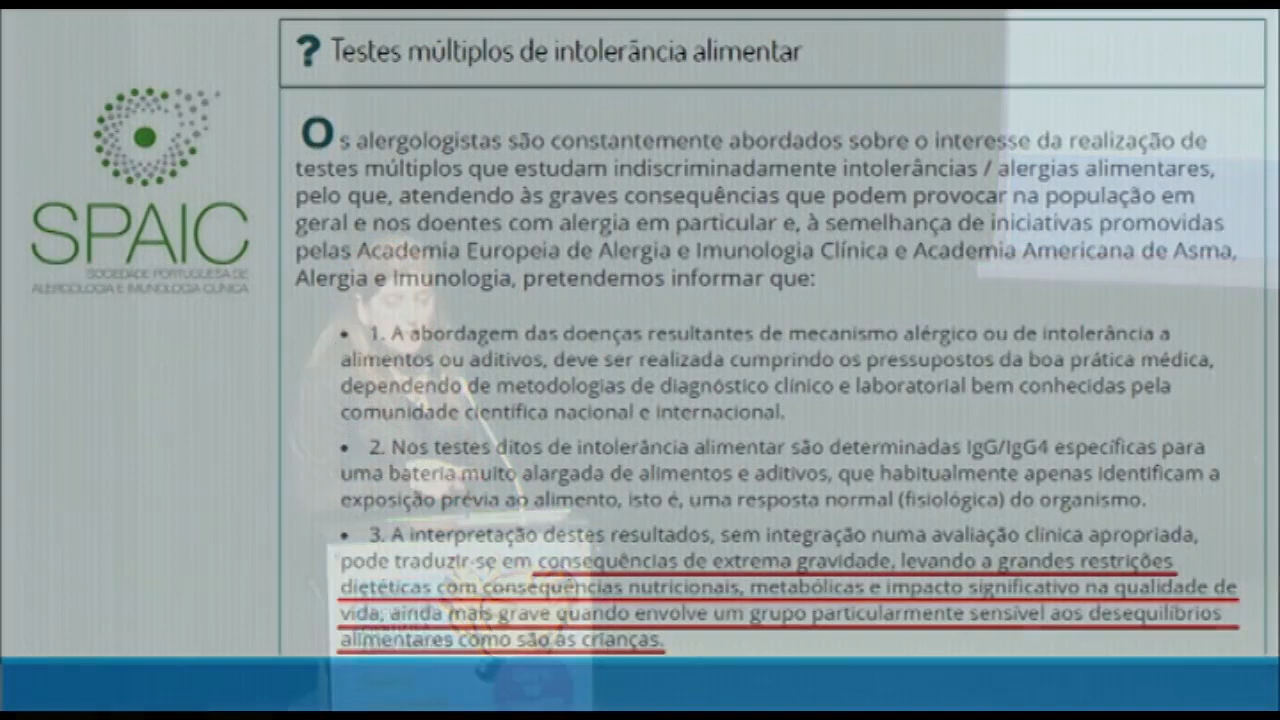 ? Testes múltiplos de intolerância alimentar
SPAIC
SOCIEDADE PORTUGUESA DE
ALERGOLOGIA E IMUNOLOGIA CLÍNICA
Os alergologistas são constantemente abordados sobre o interesse da realização de
testes múltiplos que estudam indiscriminadamente intolerâncias / alergias alimentares,
pelo que, atendendo às graves consequências que podem provocar na população em
geral e nos doentes com alergia em particular e, à semelhança de iniciativas promovidas
pelas Academia Europeia de Alergia e Imunologia Clínica e Academia Americana de Asma,
Alergia e Imunologia, pretendemos informar que:
• 1. A abordagem das doenças resultantes de mecanismo alérgico ou de intolerância a
alimentos ou aditivos, deve ser realizada cumprindo os pressupostos da boa prática médica,
dependendo de metodologias de diagnóstico clínico e laboratorial bem conhecidas pela
comunidade científica nacional e internacional.
• 2. Nos testes ditos de intolerância alimentar são determinadas IgG/IgG4 específicas para
uma bateria muito alargada de alimentos e aditivos, que habitualmente apenas identificam a
exposição prévia ao alimento, isto é, uma resposta normal (fisiológica) do organismo.
• 3. A interpretação destes resultados, sem integração numa avaliação clínica apropriada,
pode traduzir-se em consequências de extrema gravidade, levando a grandes restrições
dietéticas com consequências nutricionais, metabólicas e impacto significativo na qualidade de
vida, ainda mais grave quando envolve um grupo particularmente sensível aos desequilíbrios
alimentares como são as crianças.